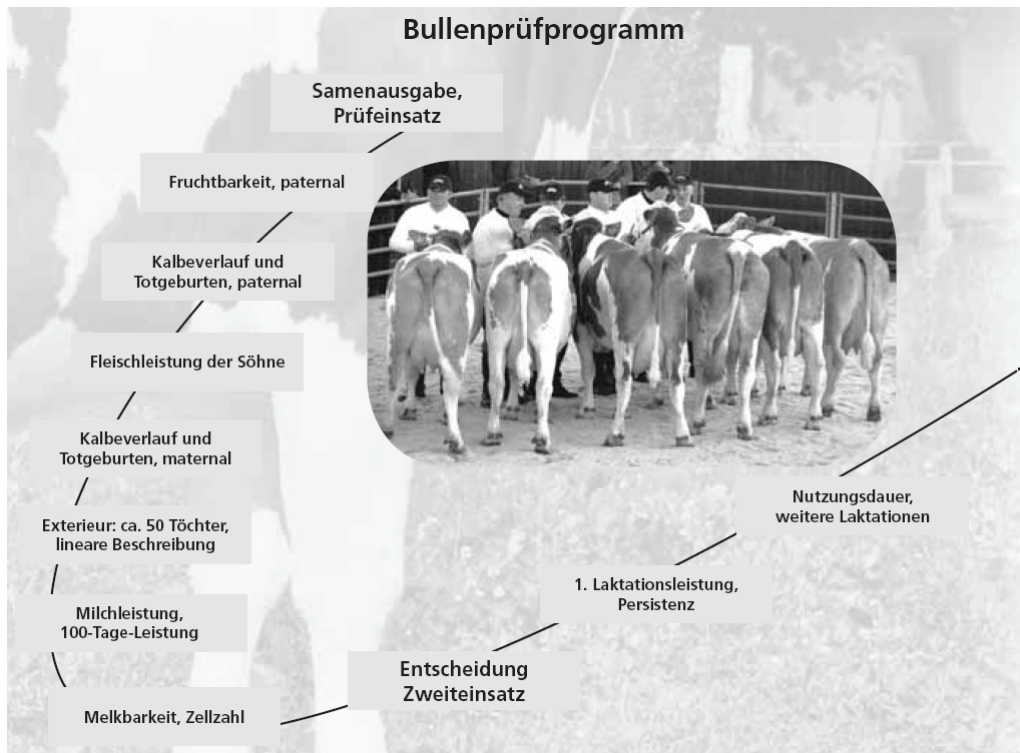 Bullenprüfprogramm
Samenausgabe,
Prüfeinsatz
Fruchtbarkeit, paternal
Kalbeverlauf und
Totgeburten, paternal
Fleischleistung der Söhne
Kalbeverlauf und
Totgeburten, maternal
Exterieur: ca. 50 Töchter,
lineare Beschreibung
Milchleistung,
100-Tage-Leistung
Melkbarkeit, Zellzahl
Entscheidung
Zweiteinsatz
1. Laktationsleistung,
Persistenz
Nutzungsdauer,
weitere Laktationen